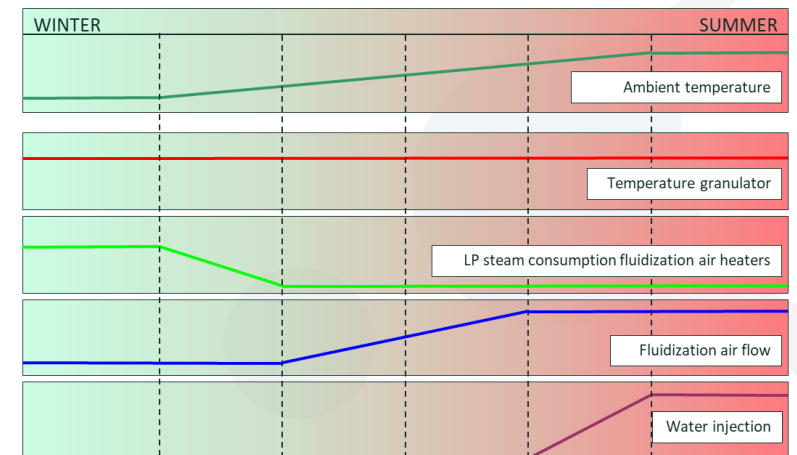 WINTER
SUMMER
Ambient temperature
Temperature granulator
LP steam consumption fluidization air heaters
Fluidization air flow
Water injection